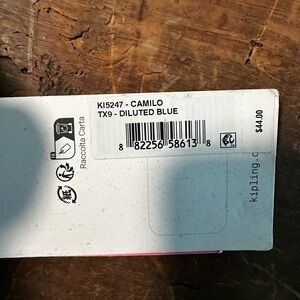 KI5247 - CAMILO
TX9 - DILUTED BLUE
8 82256 58613 8
$44.00
kipling.c
Raccolta Carta